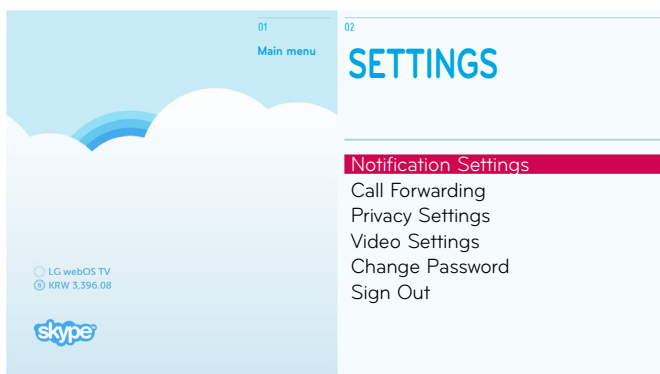 01
Main menu
LG webOS TV
KRW 3,396.08
skype
02
SETTINGS
Notification Settings
Call Forwarding
Privacy Settings
Video Settings
Change Password
Sign Out